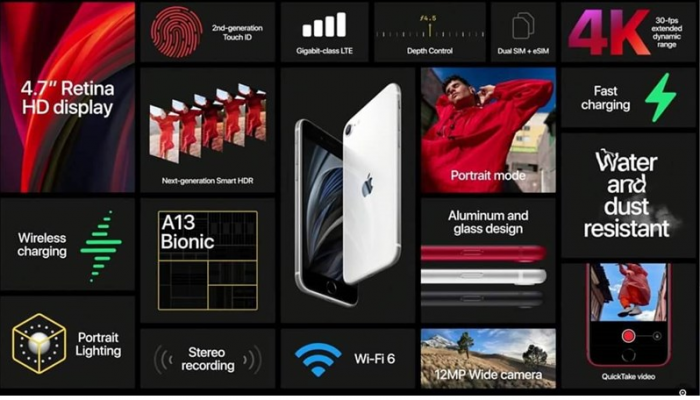 4.7" Retina
HD display
2nd-generation
Touch ID
Gigabit-class LTE
ƒ4.5
Depth Control
Dual SIM + eSIM
4K
30-fps
extended
dynamic
range
Next-generation Smart HDR
Portrait mode
Fast
charging
Water
and
dust
resistant
Wireless
charging
A13
Bionic
Aluminum and
glass design
Portrait
Lighting
Stereo
recording
Wi-Fi 6
12MP Wide camera
QuickTake video